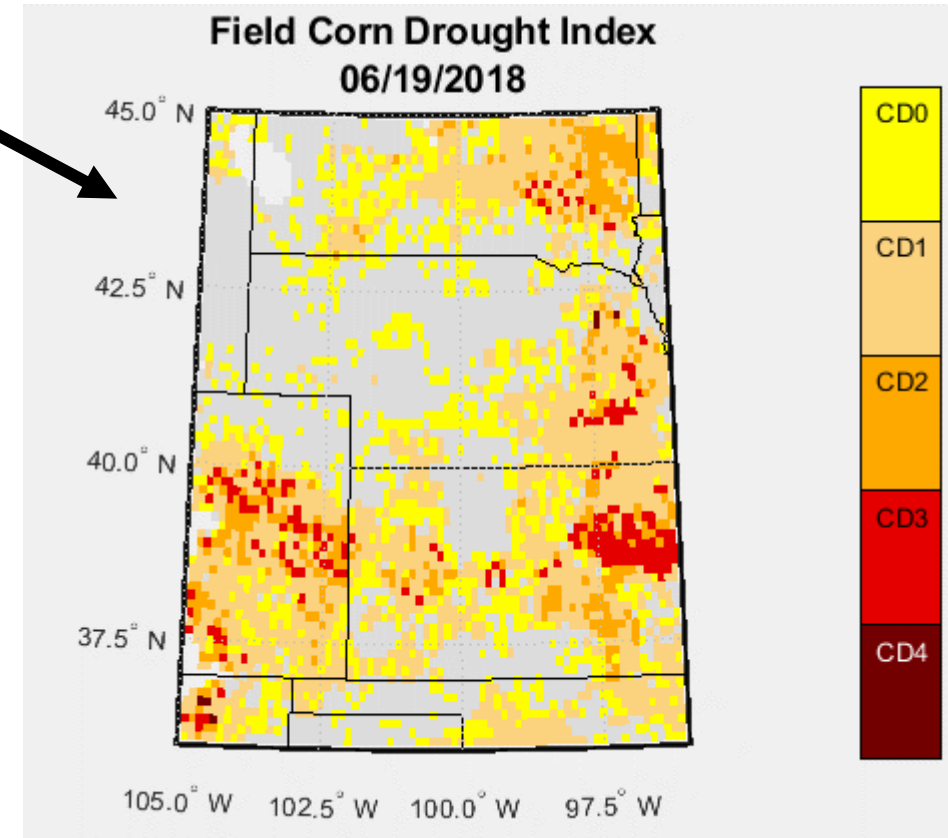 Field Corn Drought Index
06/19/2018
45.0° N
42.5° N
40.0° N
37.5° N
105.0° W
102.5° W
100.0° W
97.5° W
CD0
CD1
CD2
CD3
CD4